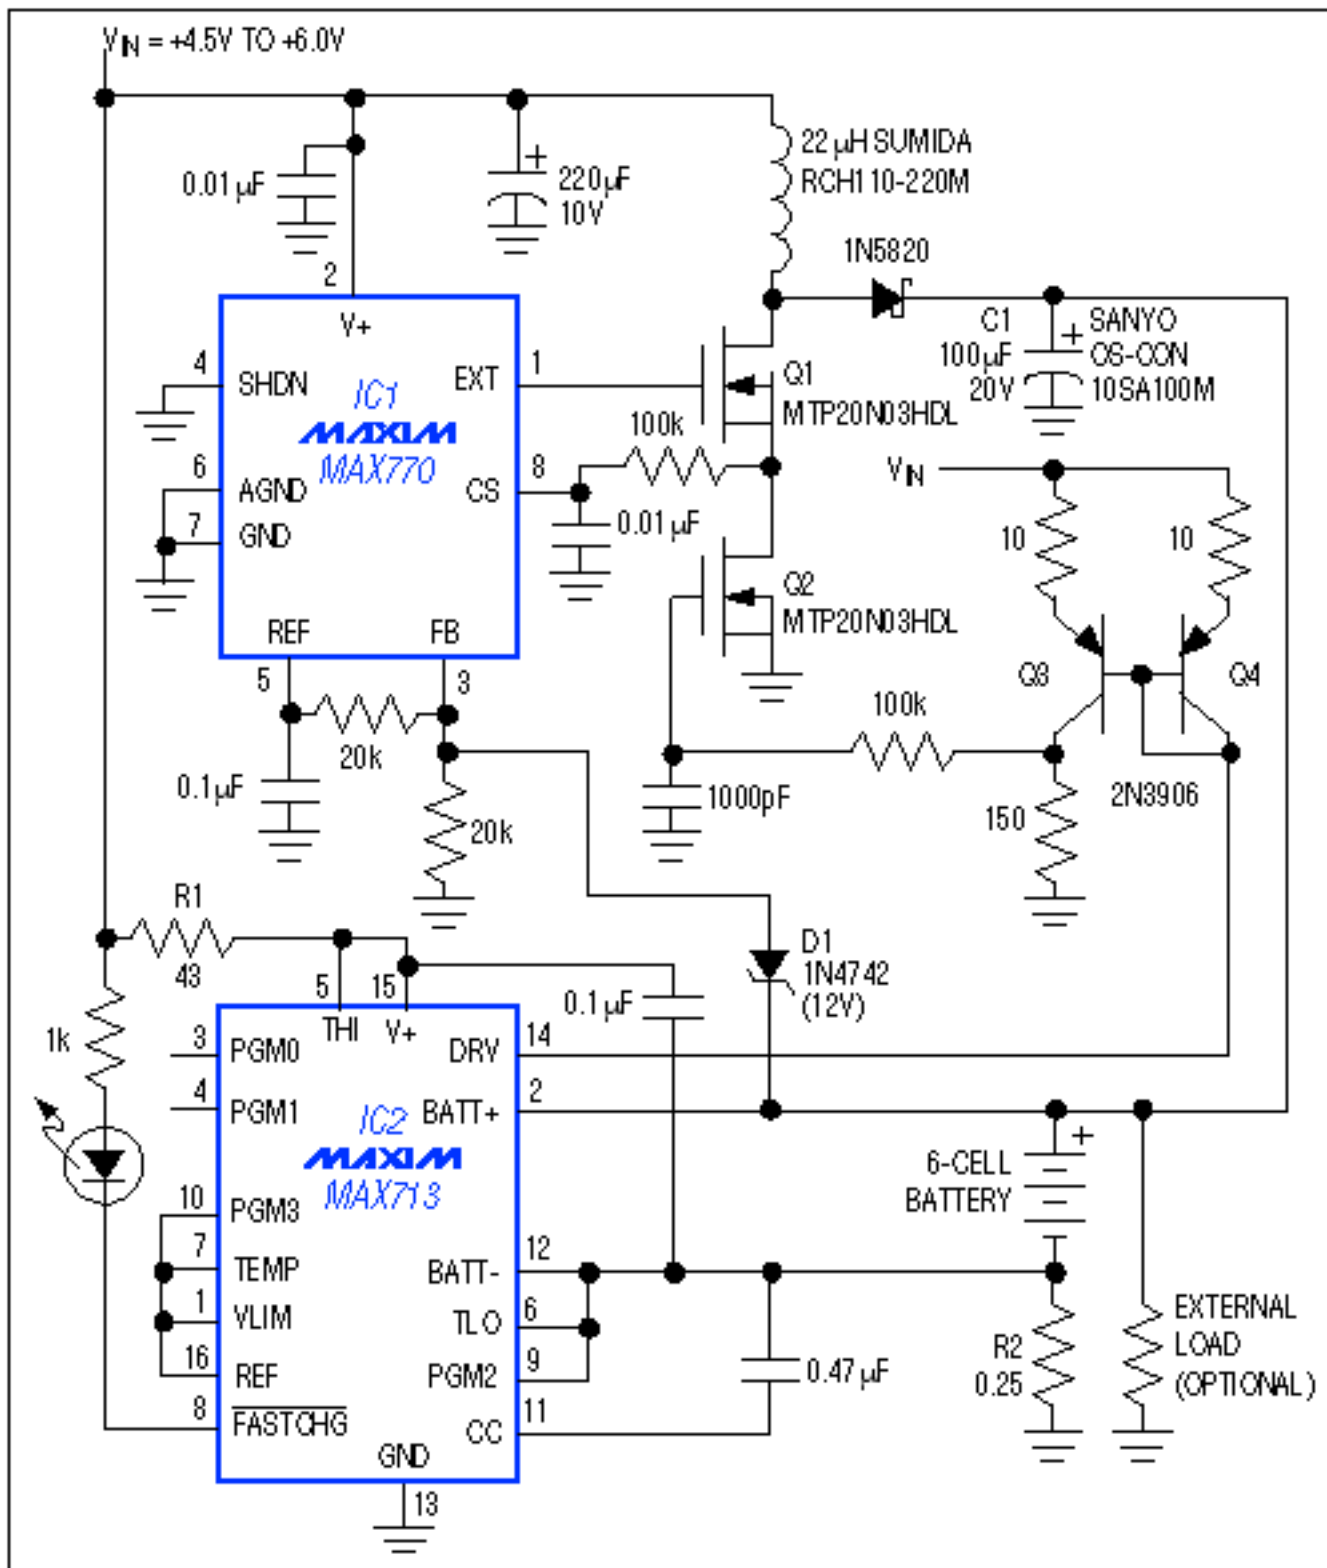 VIN = +4.5V TO +6.0V
0.01µF
+
220µF
10V
22 µH SUMIDA
RCH110-220M
1N5820
C1
100µF
20V
+
SANYO
OS-CON
10SA100M
2
V+
4
SHDN
EXT
1
IC1
MAXIM
MAX770
6
AGND
CS
8
7
GND
REF
FB
5
3
100k
0.01µF
Q1
MTP20N03HDL
Q2
MTP20N03HDL
VIN
10
10
Q3
Q4
2N3906
20k
0.1µF
20k
100k
1000pF
150
R1
43
D1
1N4742
(12V)
0.1µF
1k
5
15
THI
V+
3
PGM0
DRV
14
4
PGM1
BATT+
2
IC2
MAXIM
MAX713
10
PGM3
7
TEMP
BATT-
12
1
VLIM
TLO
6
16
REF
PGM2
9
8
FASTCHG
CC
11
GND
13
0.47µF
+
6-CELL
BATTERY
R2
0.25
EXTERNAL
LOAD
(OPTIONAL)